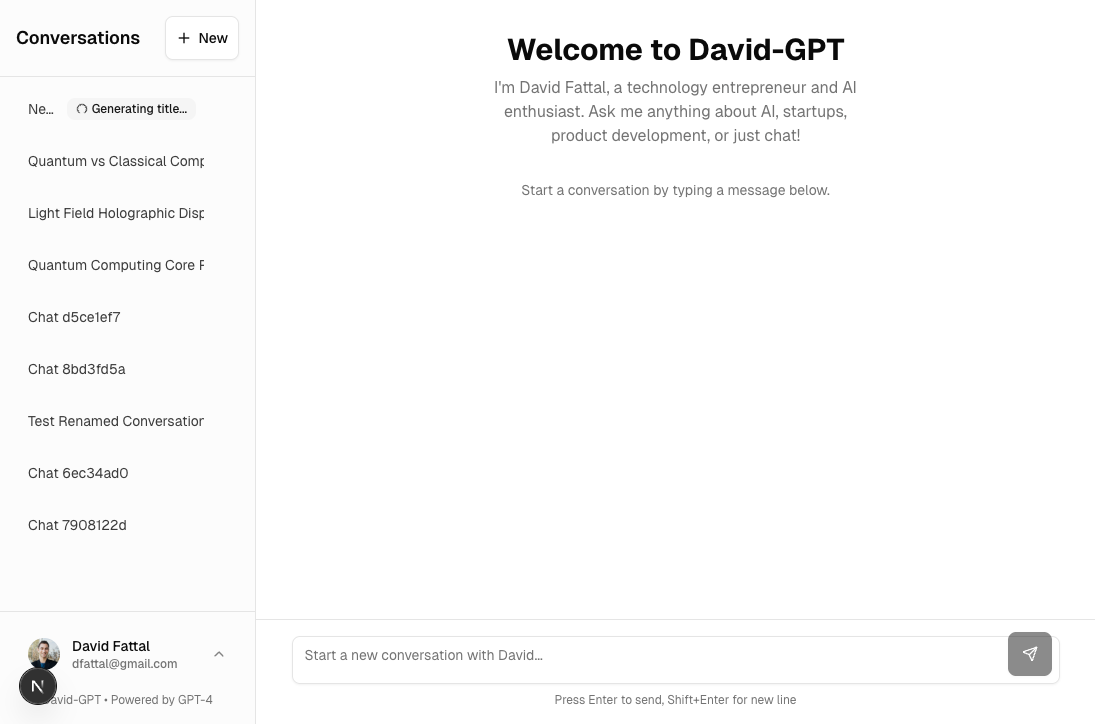 Conversations
New
Ne...
Generating title...
Quantum vs Classical Comp
Light Field Holographic Disp
Quantum Computing Core
Chat d5ce1ef7
Chat 8bd3fd5a
Test Renamed Conversation
Chat 6ec34ad0
Chat 7908122d
David Fattal
dfattal@gmail.com
N
avid-GPT • Powered by GPT-4
Welcome to David-GPT
I'm David Fattal, a technology entrepreneur and AI
enthusiast. Ask me anything about AI, startups,
product development, or just chat!
Start a conversation by typing a message below.
Start a new conversation with David...
Press Enter to send, Shift+Enter for new line